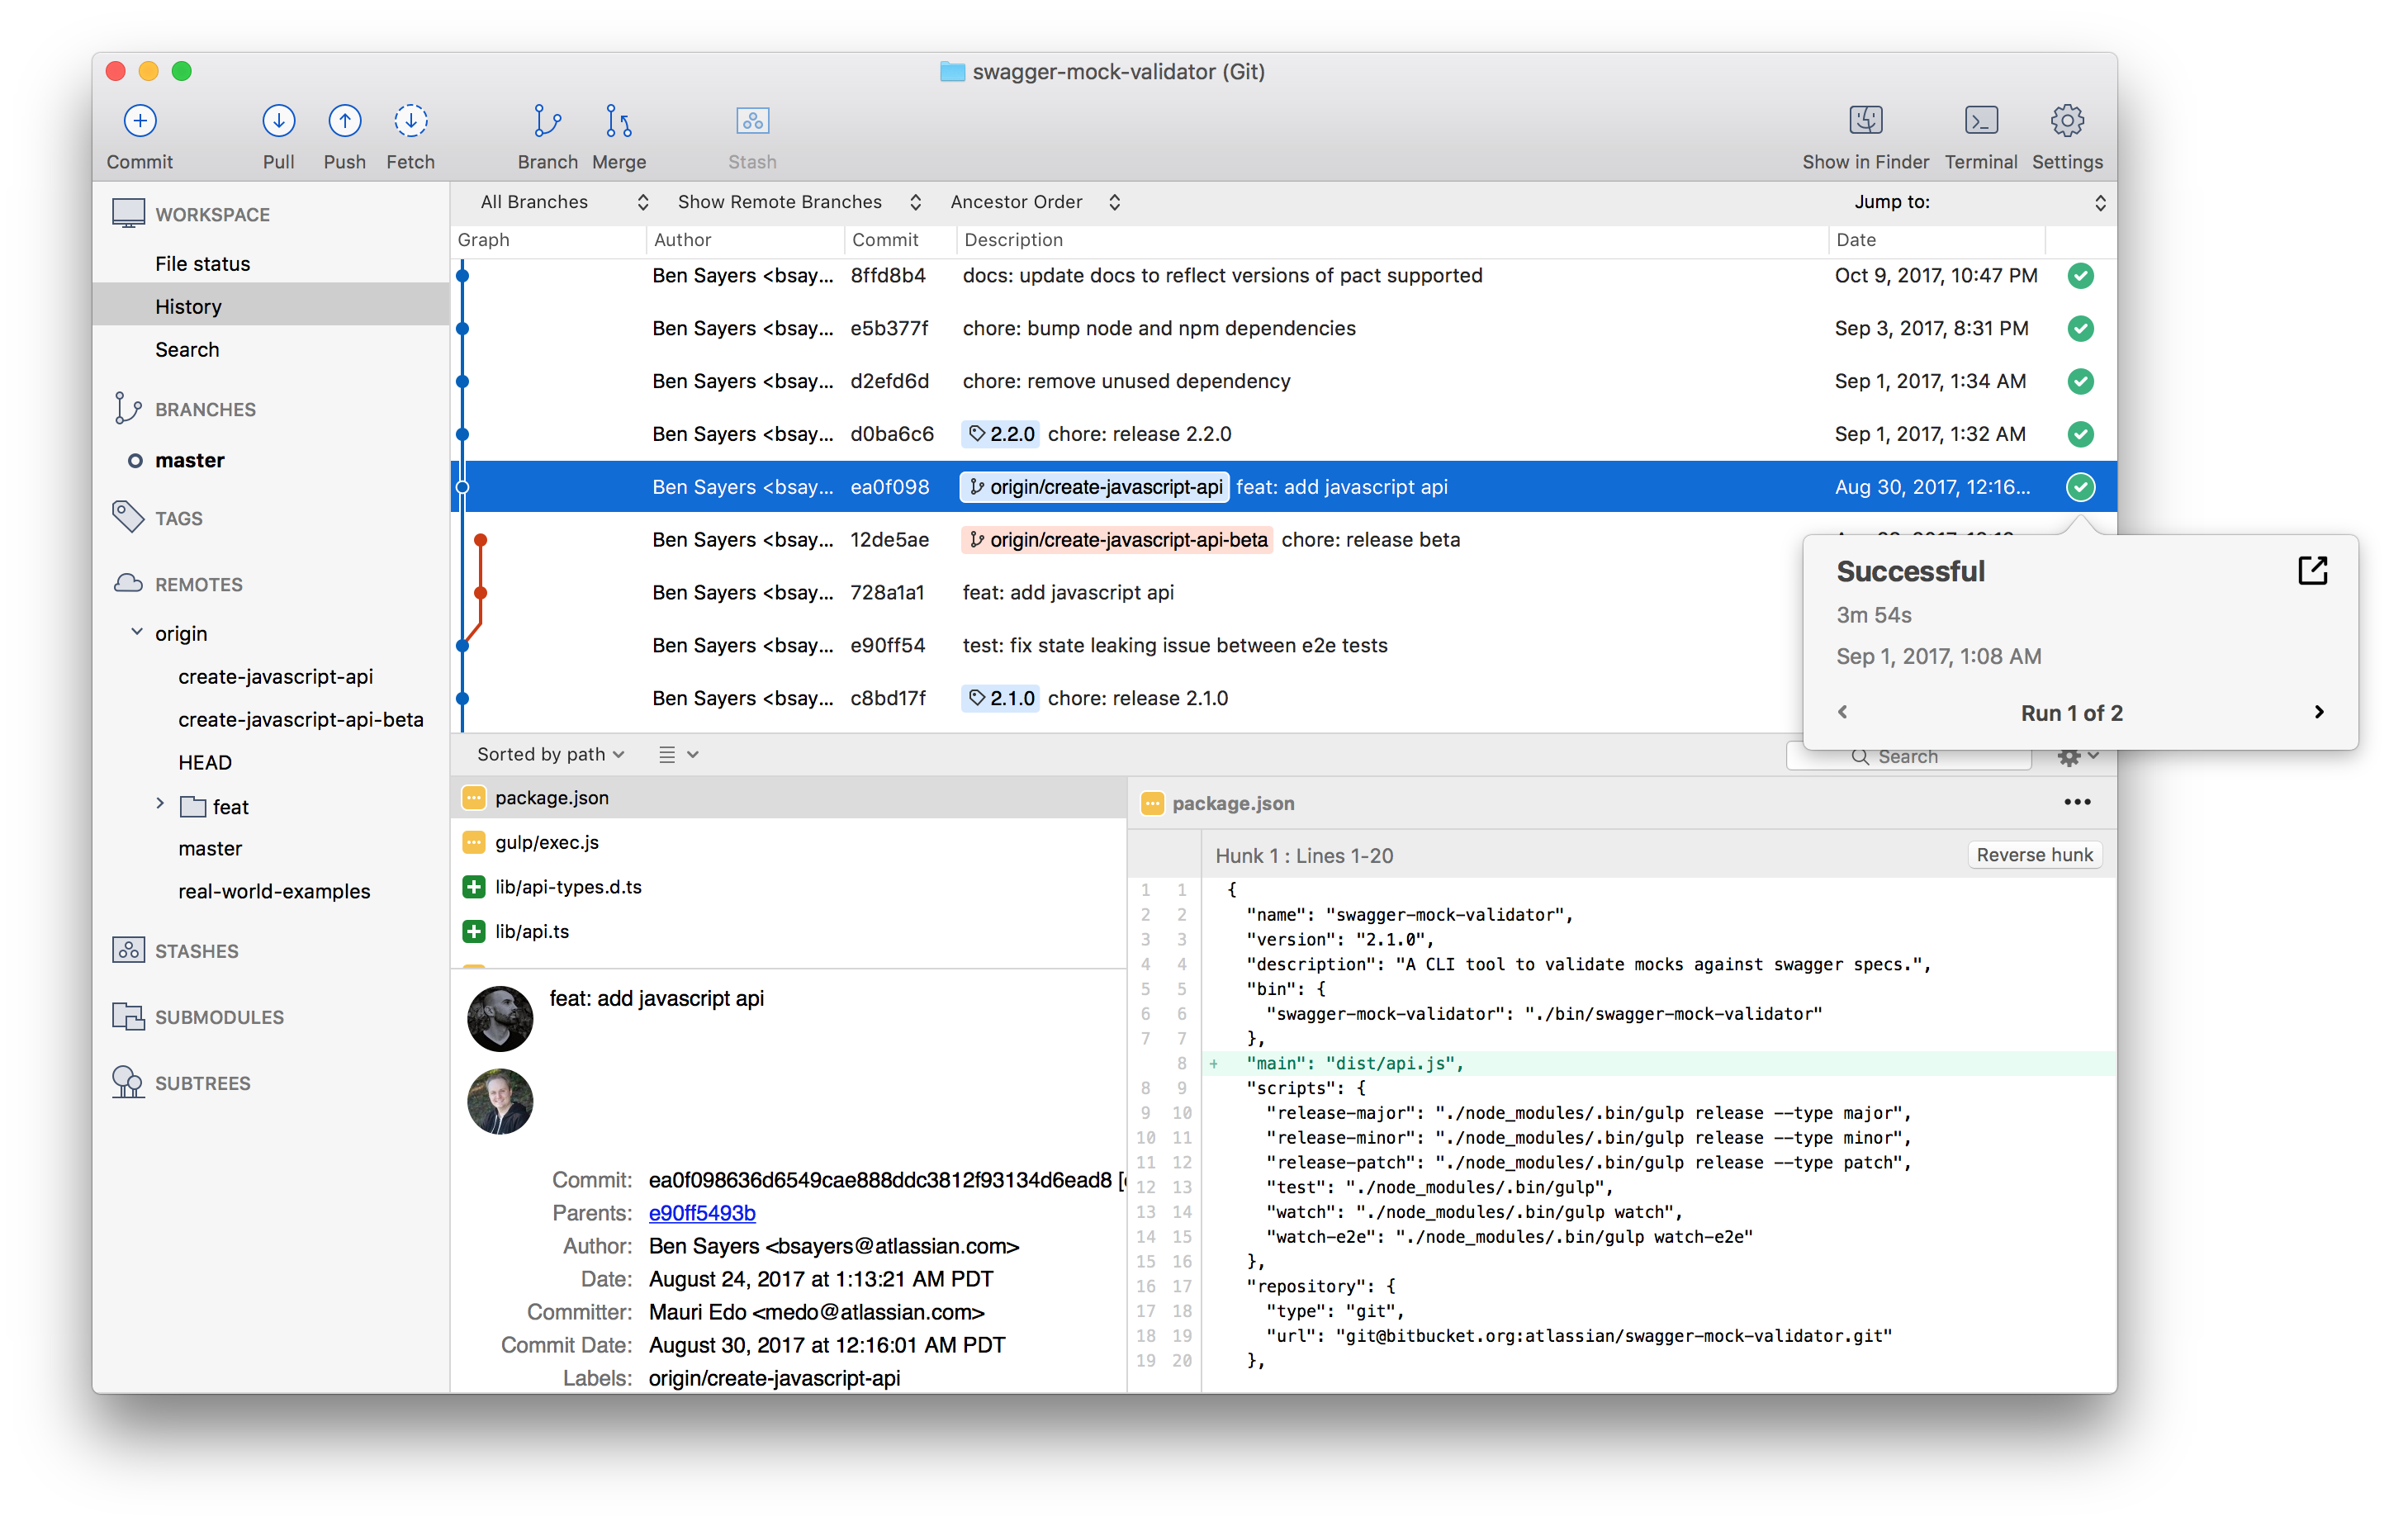 swagger-mock-validator (Git)
Commit Pull Push Fetch Branch Merge Stash Show in Finder Terminal Settings
WORKSPACE
File status
History
Search
BRANCHES
master
TAGS
REMOTES
origin
create-javascript-api
create-javascript-api-beta
HEAD
feat
master
real-world-examples
STASHES
SUBMODULES
SUBTREES
All Branches Show Remote Branches Ancestor Order Jump to:
Graph Author Commit Description Date
Ben Sayers <bsay... 8ffd8b4 docs: update docs to reflect versions of pact supported Oct 9, 2017, 10:47 PM
Ben Sayers <bsay... e5b377f chore: bump node and npm dependencies Sep 3, 2017, 8:31 PM
Ben Sayers <bsay... d2efd6d chore: remove unused dependency Sep 1, 2017, 1:34 AM
Ben Sayers <bsay... d0ba6c6 2.2.0 chore: release 2.2.0 Sep 1, 2017, 1:32 AM
Ben Sayers <bsay... ea0f098 origin/create-javascript-api feat: add javascript api Aug 30, 2017, 12:16...
Ben Sayers <bsay... 12de5ae origin/create-javascript-api-beta chore: release beta
Ben Sayers <bsay... 728a1a1 feat: add javascript api
Ben Sayers <bsay... e90ff54 test: fix state leaking issue between e2e tests
Ben Sayers <bsay... c8bd17f 2.1.0 chore: release 2.1.0
Successful
3m 54s
Sep 1, 2017, 1:08 AM
Run 1 of 2
Sorted by path Search
package.json
gulp/exec.js
lib/api-types.d.ts
lib/api.ts
feat: add javascript api
Commit: ea0f098636d6549cae888ddc3812f93134d6ead8 [
Parents: e90ff5493b
Author: Ben Sayers <bsayers@atlassian.com>
Date: August 24, 2017 at 1:13:21 AM PDT
Committer: Mauri Edo <medo@atlassian.com>
Commit Date: August 30, 2017 at 12:16:01 AM PDT
Labels: origin/create-javascript-api
package.json
Hunk 1 : Lines 1-20 Reverse hunk
1 1 {
2 2 "name": "swagger-mock-validator",
3 3 "version": "2.1.0",
4 4 "description": "A CLI tool to validate mocks against swagger specs.",
5 5 "bin": {
6 6 "swagger-mock-validator": "./bin/swagger-mock-validator"
7 7 },
8 + "main": "dist/api.js",
8 9 "scripts": {
9 10 "release-major": "./node_modules/.bin/gulp release --type major",
10 11 "release-minor": "./node_modules/.bin/gulp release --type minor",
11 12 "release-patch": "./node_modules/.bin/gulp release --type patch",
12 13 "test": "./node_modules/.bin/gulp",
13 14 "watch": "./node_modules/.bin/gulp watch",
14 15 "watch-e2e": "./node_modules/.bin/gulp watch-e2e"
15 16 },
16 17 "repository": {
17 18 "type": "git",
18 19 "url": "git@bitbucket.org:atlassian/swagger-mock-validator.git"
19 20 },